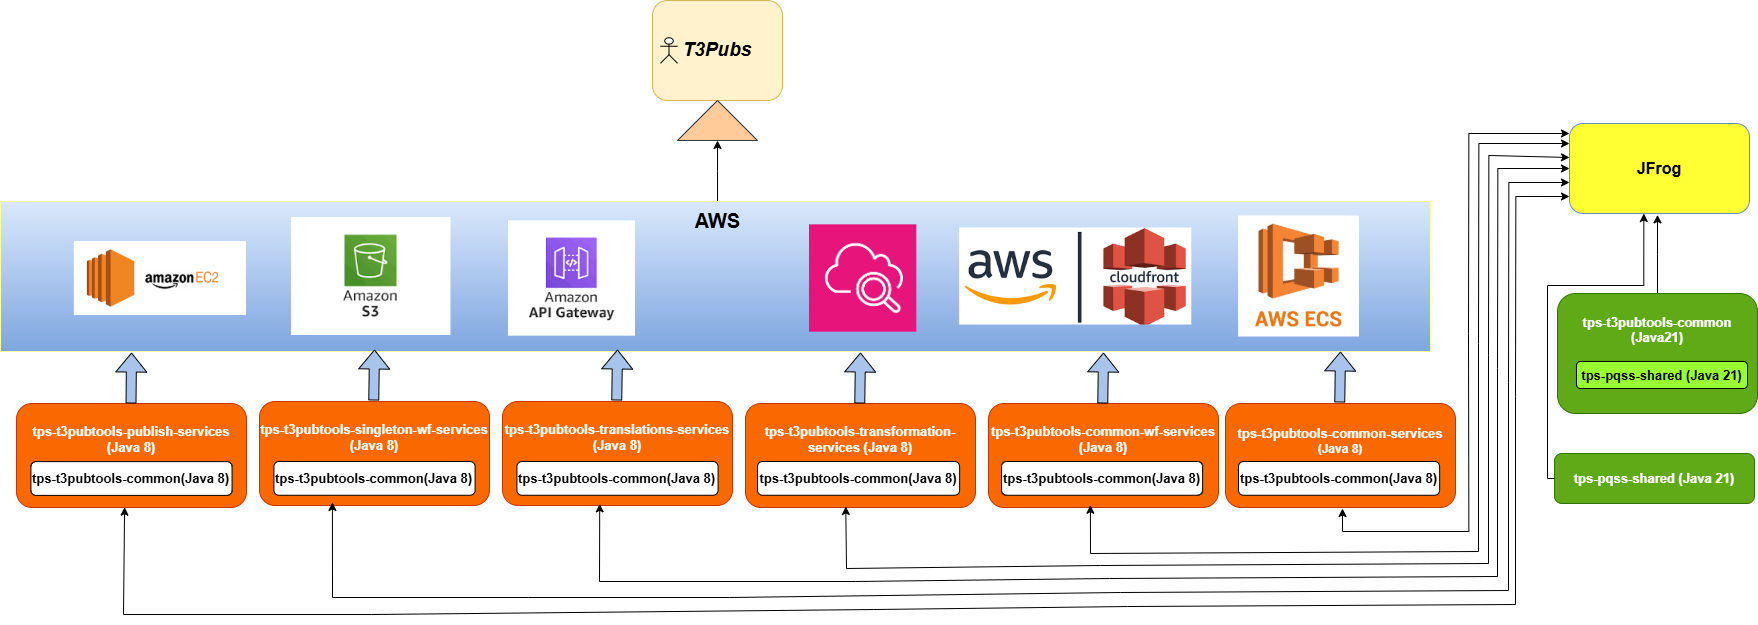 T3Pubs
AWS
amazon EC2
Amazon
S3
Amazon
API Gateway
aws
cloudfront
AWS ECS
JFrog
tps-t3pubtools-common
(Java21)
tps-pqss-shared (Java 21)
tps-pqss-shared (Java 21)
tps-t3pubtools-publish-services
(Java 8)
tps-t3pubtools-common(Java 8)
tps-t3pubtools-singleton-wf-services
(Java 8)
tps-t3pubtools-common(Java 8)
tps-t3pubtools-translations-services
(Java 8)
tps-t3pubtools-common(Java 8)
tps-t3pubtools-transformation-
services (Java 8)
tps-t3pubtools-common(Java 8)
tps-t3pubtools-common-wf-services
(Java 8)
tps-t3pubtools-common(Java 8)
tps-t3pubtools-common-services
(Java 8)
tps-t3pubtools-common(Java 8)